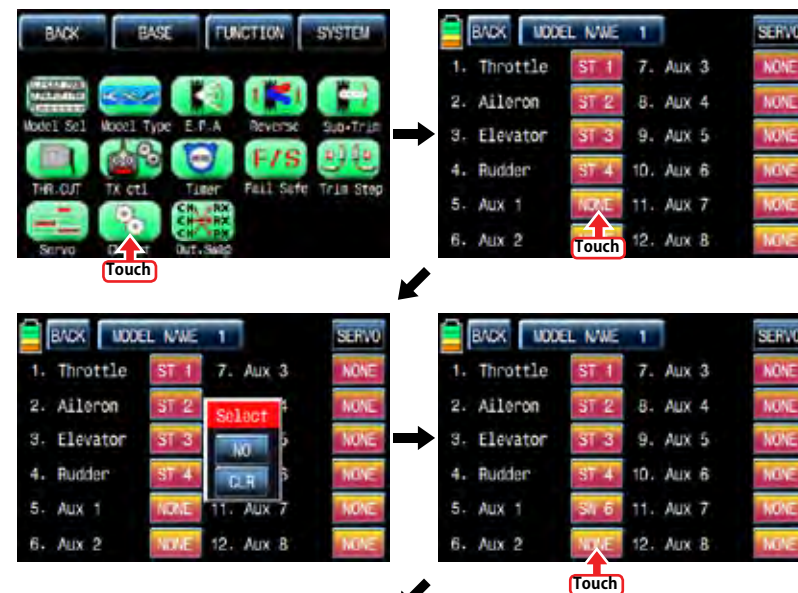 BACK BASE FUNCTION SYSTEM
Model Sel Model Type E.P.A Reverse Sub-Trim
F/S
THR.CUT TX ctl Timer Fail Safe Trim Step
CH RX
CH RX
CH RX
Servo Out.Swap
Touch
BACK MODEL NAME 1 SERVO
1. Throttle ST 1 7. Aux 3 NONE
2. Aileron ST 2 8. Aux 4 NONE
3. Elevator ST 3 9. Aux 5 NONE
4. Rudder ST 4 10. Aux 6 NONE
5. Aux 1 NONE 11. Aux 7 NONE
6. Aux 2 12. Aux 8 NONE
Touch
BACK MODEL NAME 1 SERVO
1. Throttle ST 1 7. Aux 3 NONE
2. Aileron ST 2 4 NONE
3. Elevator ST 3 5 NONE
4. Rudder ST 4 6 NONE
5. Aux 1 NONE 11. Aux 7 NONE
6. Aux 2 NONE 12. Aux 8 NONE
Select
NO
CLR
BACK MODEL NAME 1 SERVO
1. Throttle ST 1 7. Aux 3 NONE
2. Aileron ST 2 8. Aux 4 NONE
3. Elevator ST 3 9. Aux 5 NONE
4. Rudder ST 4 10. Aux 6 NONE
5. Aux 1 SW 6 11. Aux 7 NONE
6. Aux 2 NONE 12. Aux 8 NONE
Touch